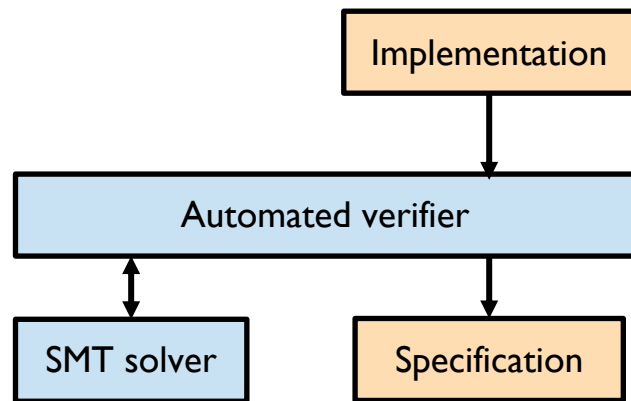 Implementation
Automated verifier
SMT solver
Specification